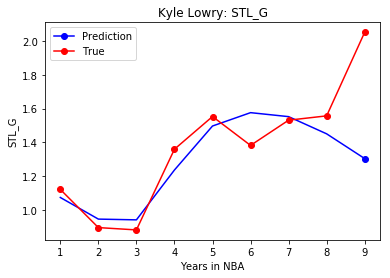 Kyle Lowry: STL_G
Prediction
True
STL_G
2.0
1.8
1.6
1.4
1.2
1.0
1 2 3 4 5 6 7 8 9
Years in NBA